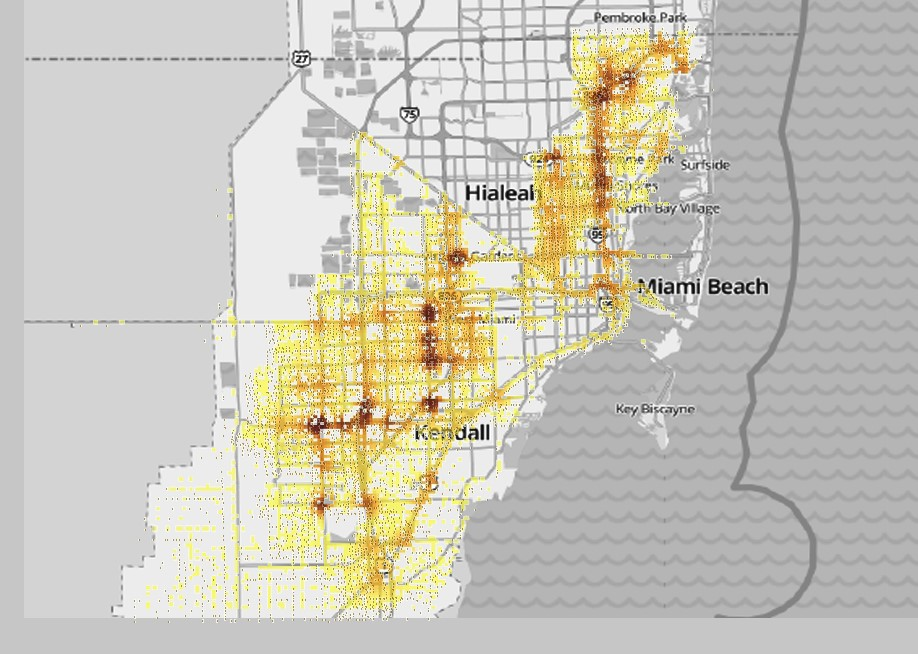 Pembroke Park
27
75
Surfside
Hialeah
North Bay Village
95
Miami Beach
Key Biscayne
Kendall